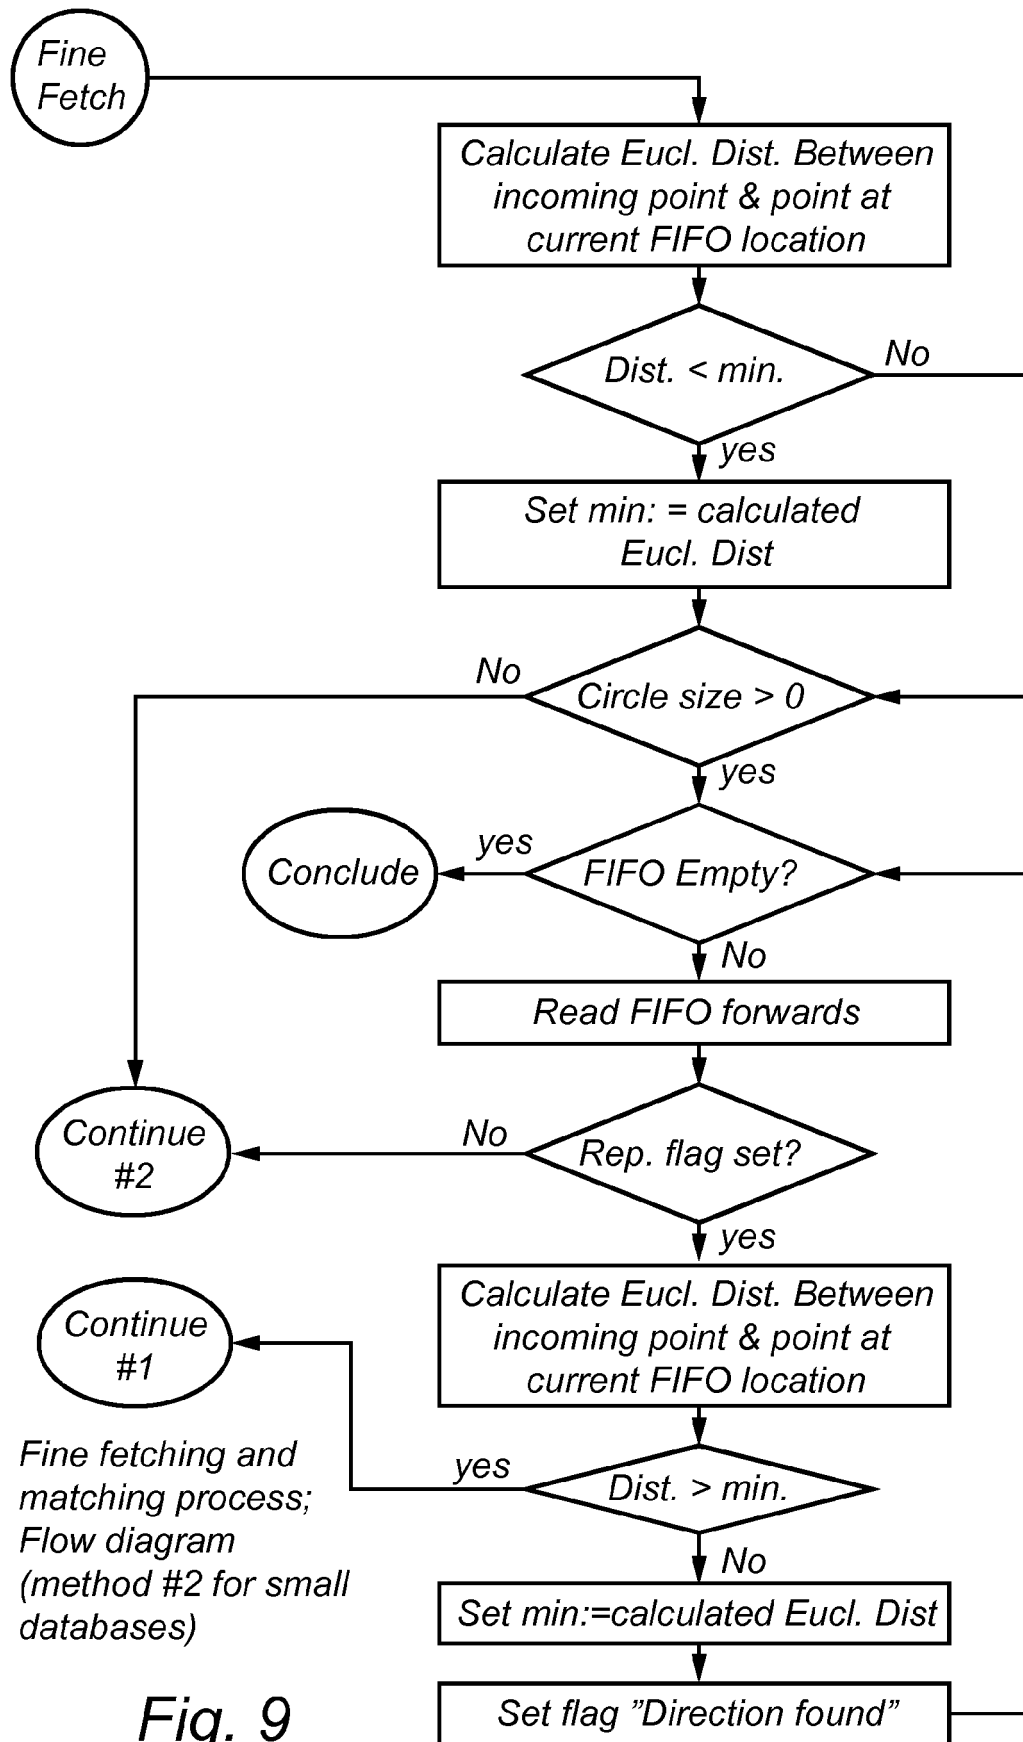 Fine
Fetch
Calculate Eucl. Dist. Between
incoming point & point at
current FIFO location
Dist. < min.
No
yes
Set min: = calculated
Eucl. Dist
No
Circle size > 0
yes
Conclude
yes
FIFO Empty?
No
Read FIFO forwards
Continue
#2
No
Rep. flag set?
yes
Calculate Eucl. Dist. Between
incoming point & point at
current FIFO location
Continue
#1
yes
Dist. > min.
No
Fine fetching and
matching process;
Flow diagram
(method #2 for small
databases)
Set min:=calculated Eucl. Dist
Set flag ”Direction found”
Fig. 9